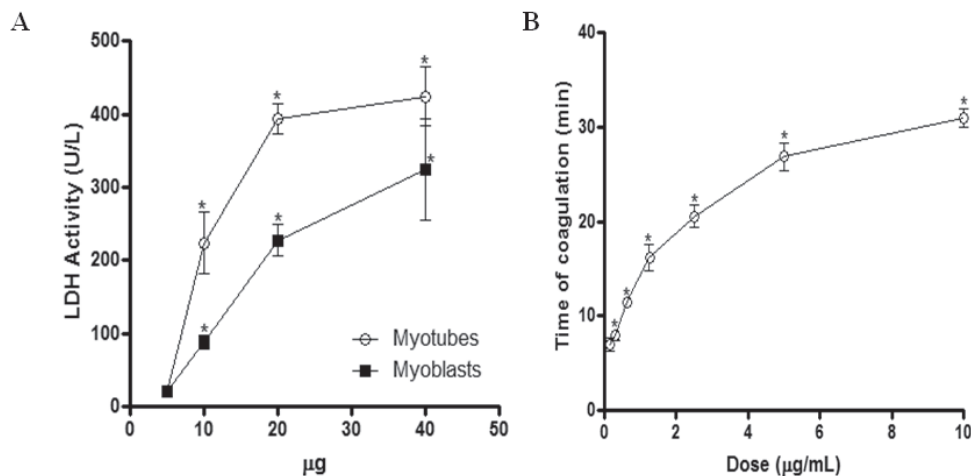 A
LDH Activity (U/L)
500
400
300
200
100
0
0 10 20 30 40 50
μg
* * * * * *
Myotubes
Myoblasts
B
Time of coagulation (min)
40
30
20
10
0
0 2 4 6 8 10
Dose (μg/mL)
* * * * * *